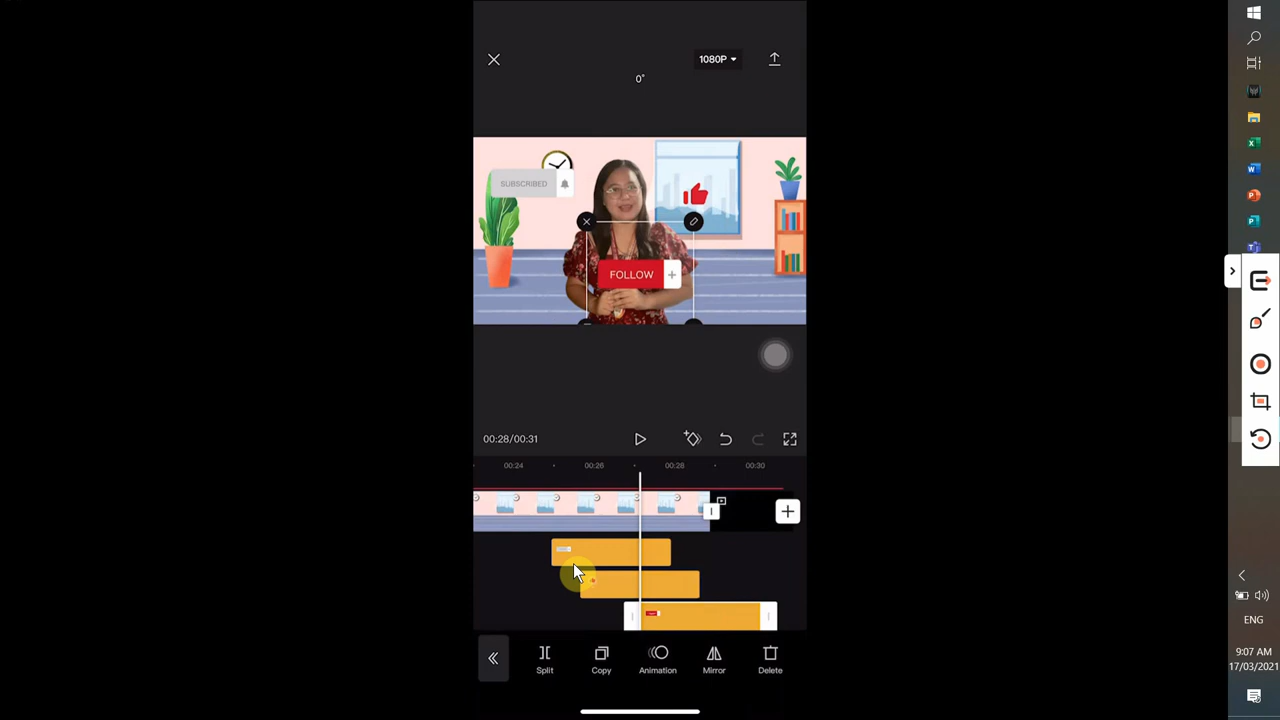 1080P
0°
SUBSCRIBED
FOLLOW
00:28/00:31
00:24
00:26
00:28
00:30
Split
Copy
Animation
Mirror
Delete
ENG
9:07 AM
17/03/2021